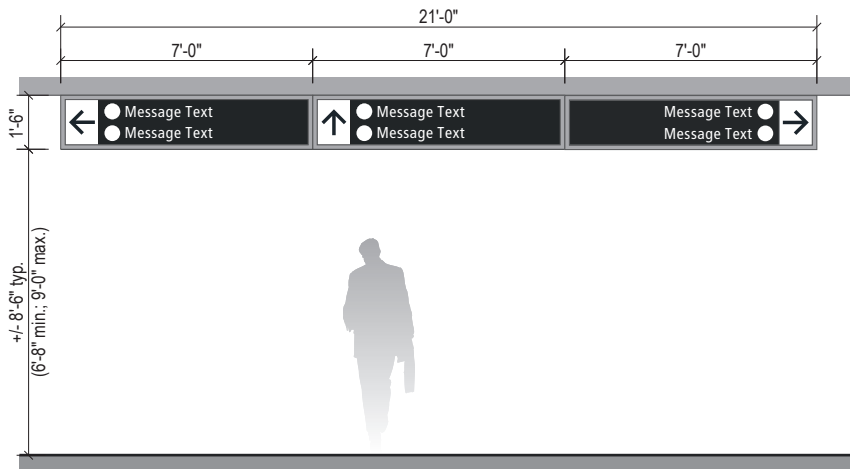 21'-0"
7'-0"
7'-0"
7'-0"
1'-6"
Message Text
Message Text
Message Text
Message Text
Message Text
Message Text
+/- 8'-6" typ.
(6'-8" min.; 9'-0" max.)